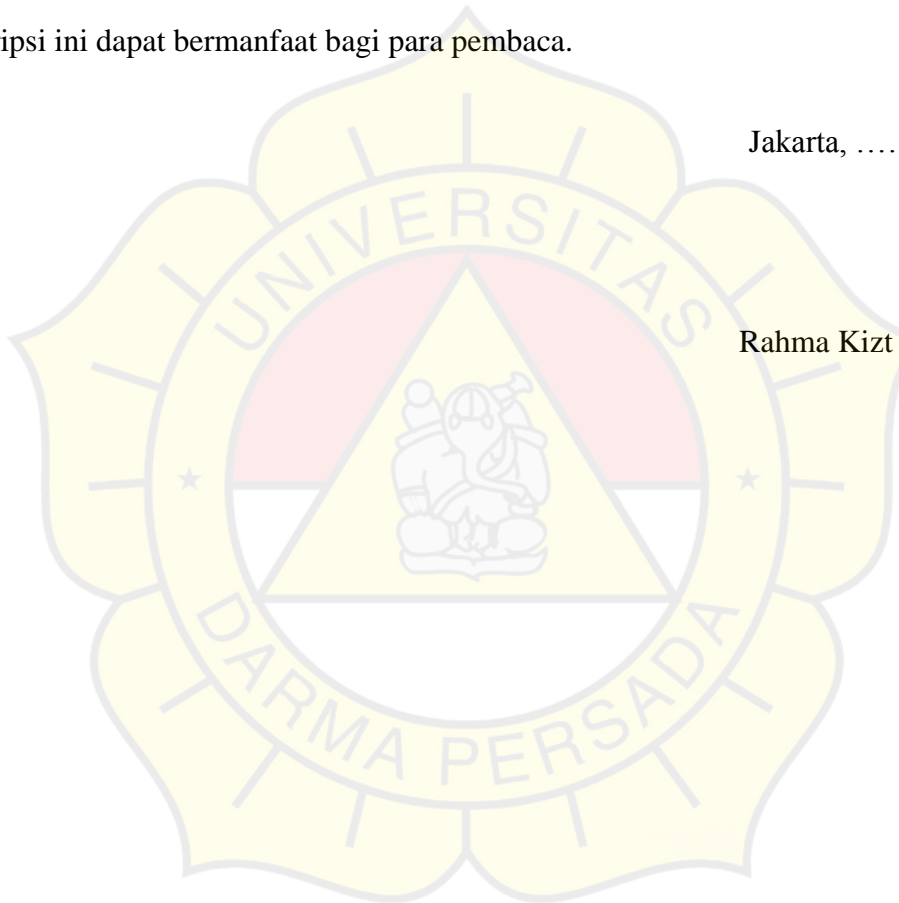 ipsi ini dapat bermanfaat bagi para pembaca.
Jakarta, ….
Rahma Kizt
UNIVERSITAS
DARMA PERSADA